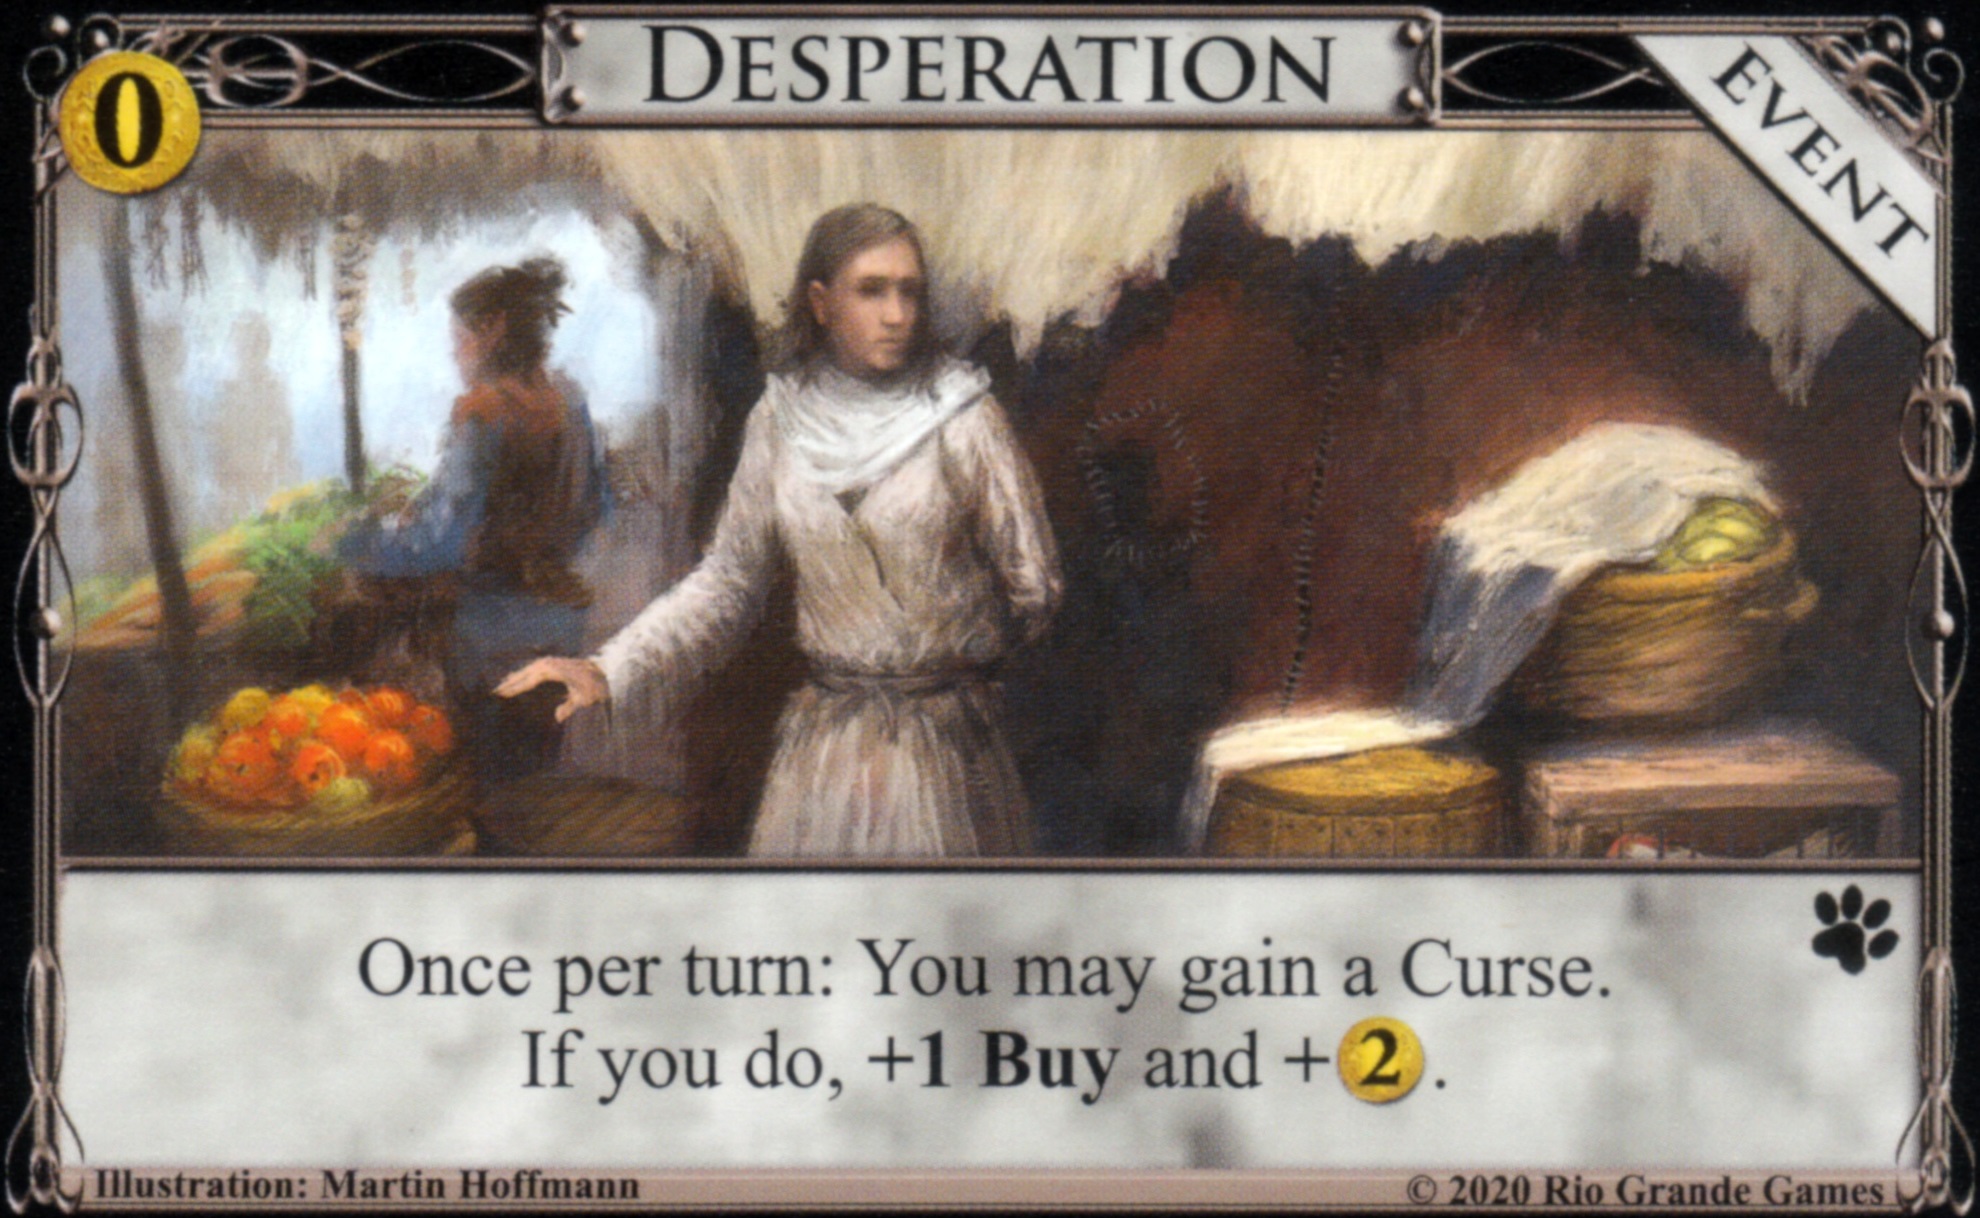 0
DESPERATION
EVENT
Once per turn: You may gain a Curse.
If you do, +1 Buy and +2.
Illustration: Martin Hoffmann
© 2020 Rio Grande Games